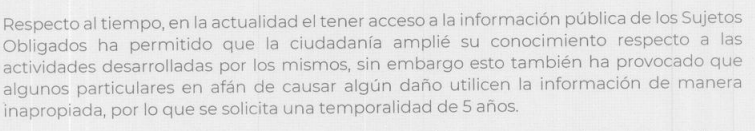 Respecto al tiempo, en la actualidad el tener acceso a la información pública de los Sujetos
Obligados ha permitido que la ciudadanía amplié su conocimiento respecto a las
actividades desarrolladas por los mismos, sin embargo esto también ha provocado que
algunos particulares en afán de causar algún daño utilicen la información de manera
inapropiada, por lo que se solicita una temporalidad de 5 años.